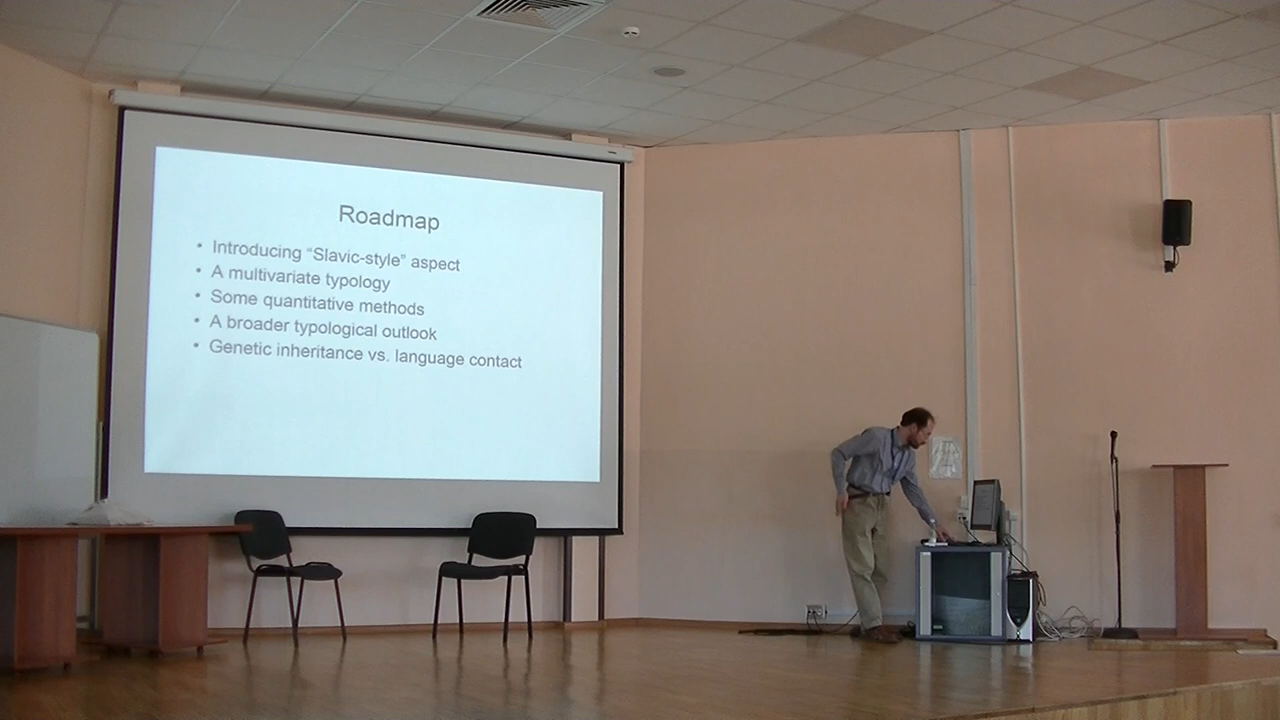 Roadmap
• Introducing “Slavic-style” aspect
• A multivariate typology
• Some quantitative methods
• A broader typological outlook
• Genetic inheritance vs. language contact